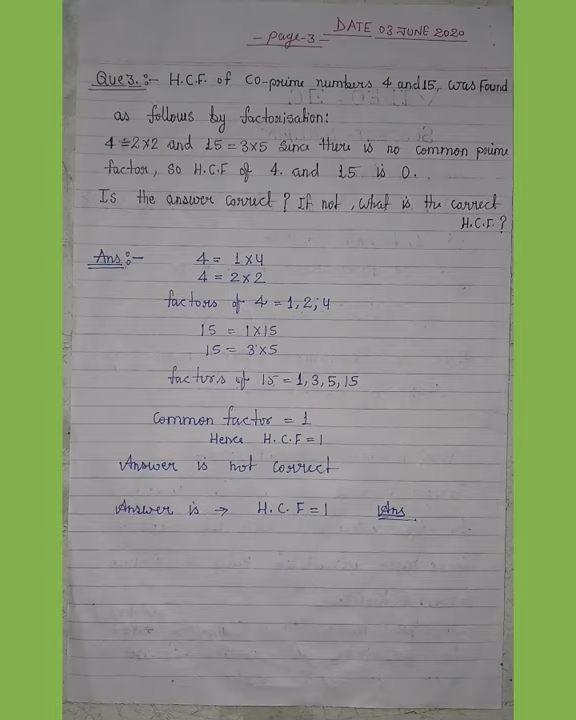 - Page-3 -
DATE 03 JUNE 2020
Que 3. :- H.C.F. of co-prime numbers 4 and 15, was found
as follows by factorisation:
4 = 2×2 and 15 = 3×5 since there is no common prime
factor, so H.C.F of 4. and 15 is 0.
Is the answer correct? If not, what is the correct
H.C.F.?
Ans :-
4 = 1×4
4 = 2×2
factors of 4 = 1, 2, 4
15 = 1×15
15 = 3×5
factors of 15 = 1, 3, 5, 15
Common factor = 1
Hence H.C.F = 1
Answer is not correct
Answer is → H.C.F = 1 Ans